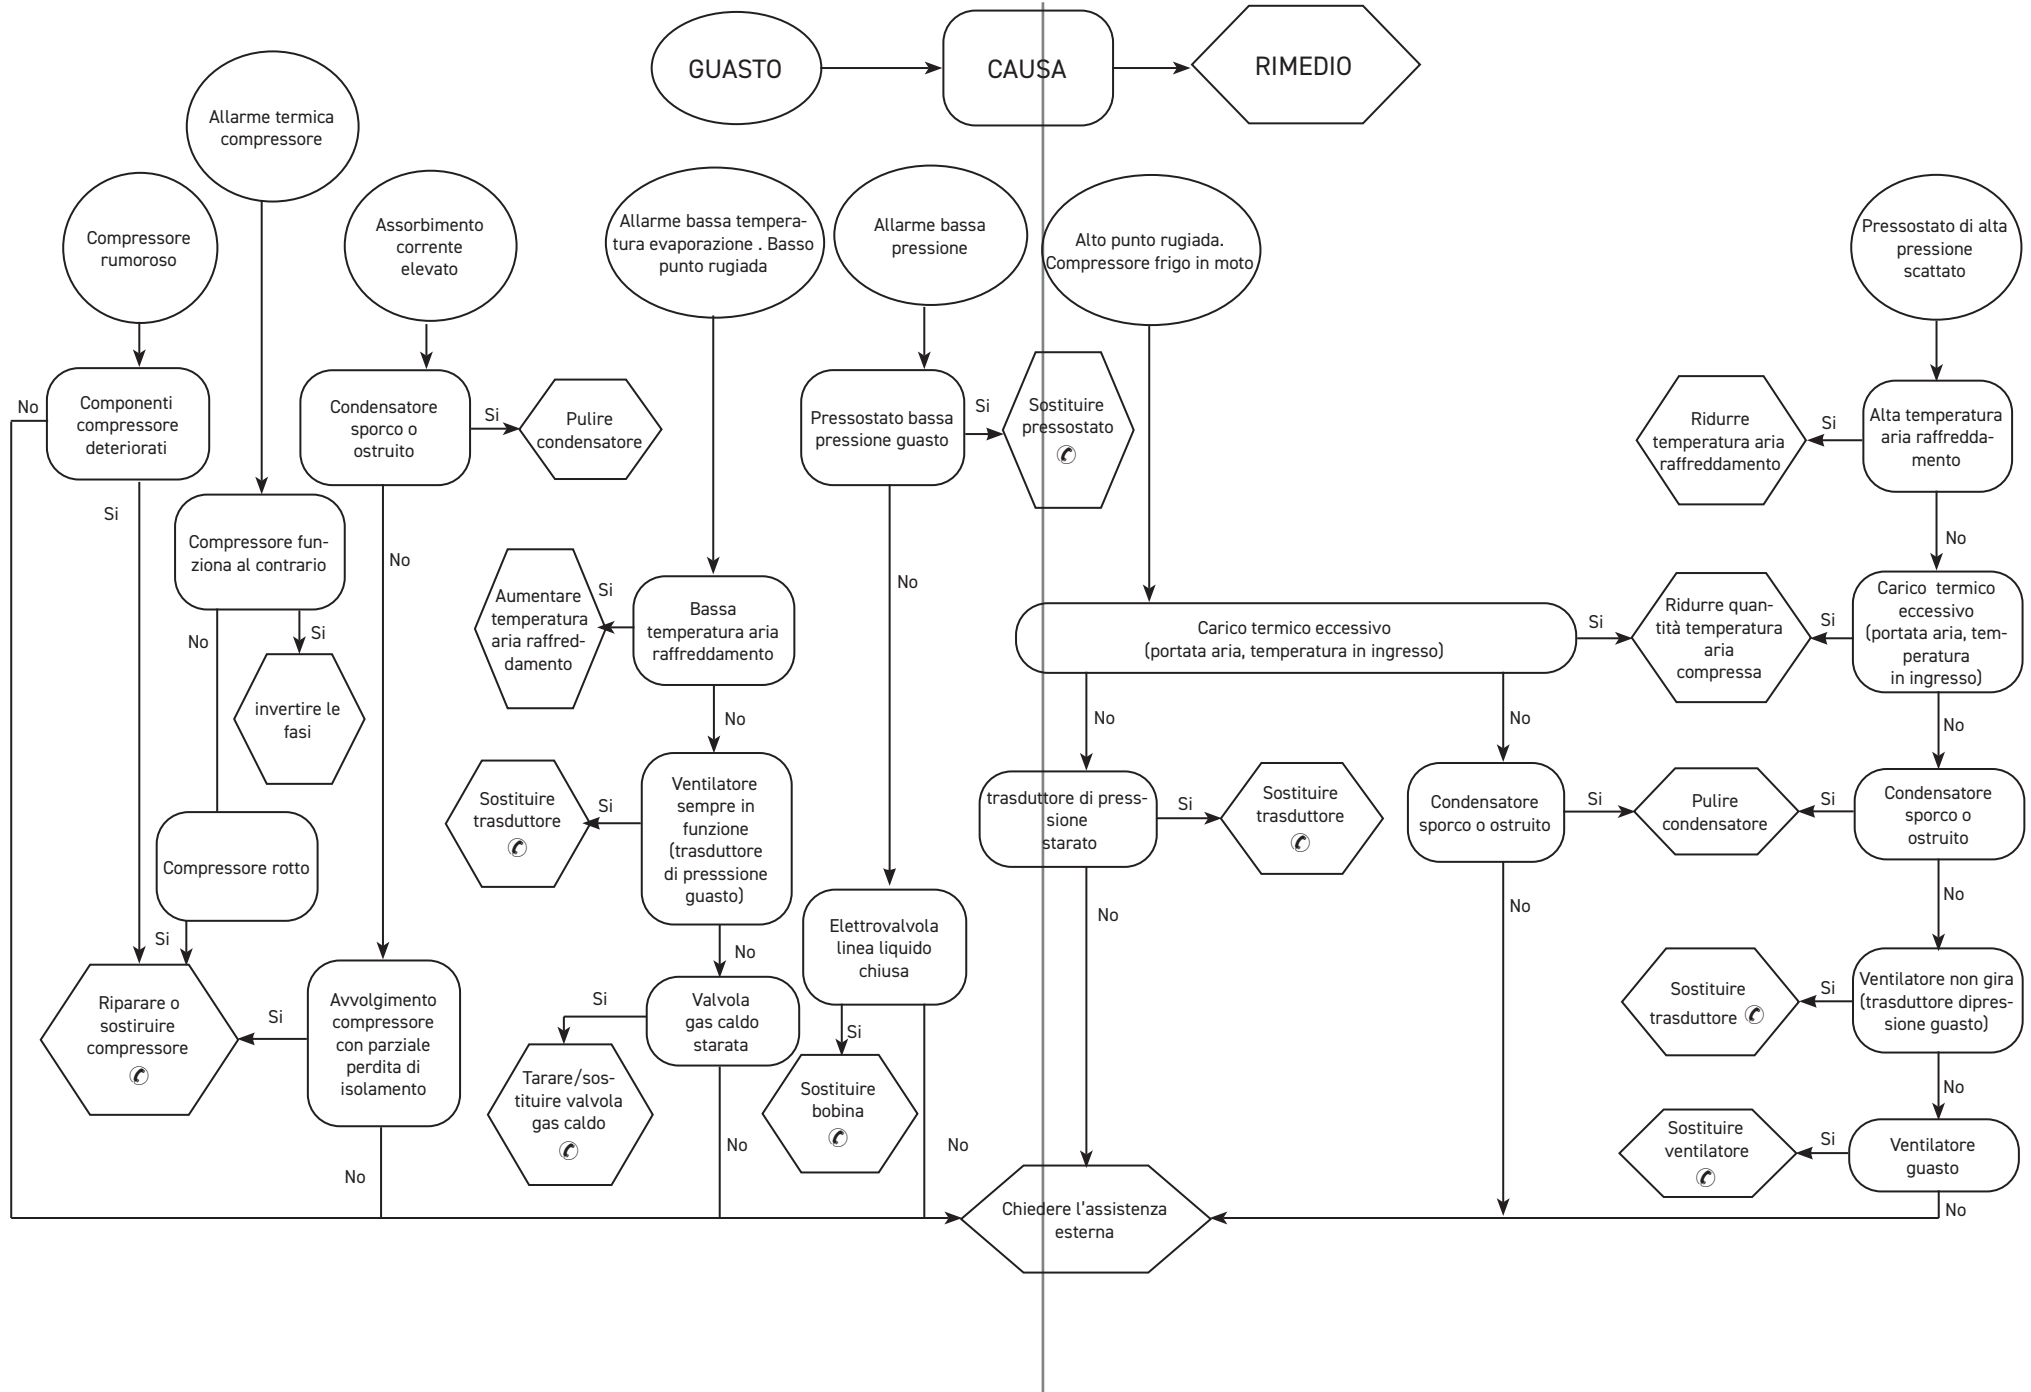 GUASTO
CAUSA
RIMEDIO
Allarme termica
compressore
Compressore
rumoroso
Assorbimento
corrente
elevato
Allarme bassa tempera-
tura evaporazione . Basso
punto rugiada
Allarme bassa
pressione
Alto punto rugiada.
Compressore frigo in moto
Pressostato di alta
pressione
scattato
No
Componenti
compressore
deteriorati
Si
Condensatore
sporco o
ostruito
Si
Pulire
condensatore
Pressostato bassa
pressione guasto
Si
Sostituire
pressostato
✆
Ridurre
temperatura aria
raffreddamento
Si
Alta temperatura
aria raffredda-
mento
No
Compressore fun-
ziona al contrario
No
Si
invertire le
fasi
No
Aumentare
temperatura
aria raffred-
damento
Si
Bassa
temperatura aria
raffreddamento
No
No
Carico termico eccessivo
(portata aria, temperatura in ingresso)
Si
Ridurre quan-
tità temperatura
aria
compressa
Si
Carico  termico
eccessivo
(portata aria, tem-
peratura
in ingresso)
No
No
No
Sostituire
trasduttore
✆
Si
Ventilatore
sempre in
funzione
(trasduttore
di presssione
guasto)
No
trasduttore di press-
sione
starato
Si
Sostituire
trasduttore
✆
No
Condensatore
sporco o ostruito
Si
Pulire
condensatore
Si
Condensatore
sporco o
ostruito
No
No
Compressore rotto
Si
Riparare o
sostiruire
compressore
✆
Si
Avvolgimento
compressore
con parziale
perdita di
isolamento
No
Si
Valvola
gas caldo
starata
No
Tarare/sos-
tituire valvola
gas caldo
✆
Elettrovalvola
linea liquido
chiusa
Si
No
Sostituire
bobina
✆
Sostituire
trasduttore ✆
Si
Ventilatore non gira
(trasduttore dipres-
sione guasto)
No
Sostituire
ventilatore
✆
Si
Ventilatore
guasto
No
Chiedere l'assistenza
esterna